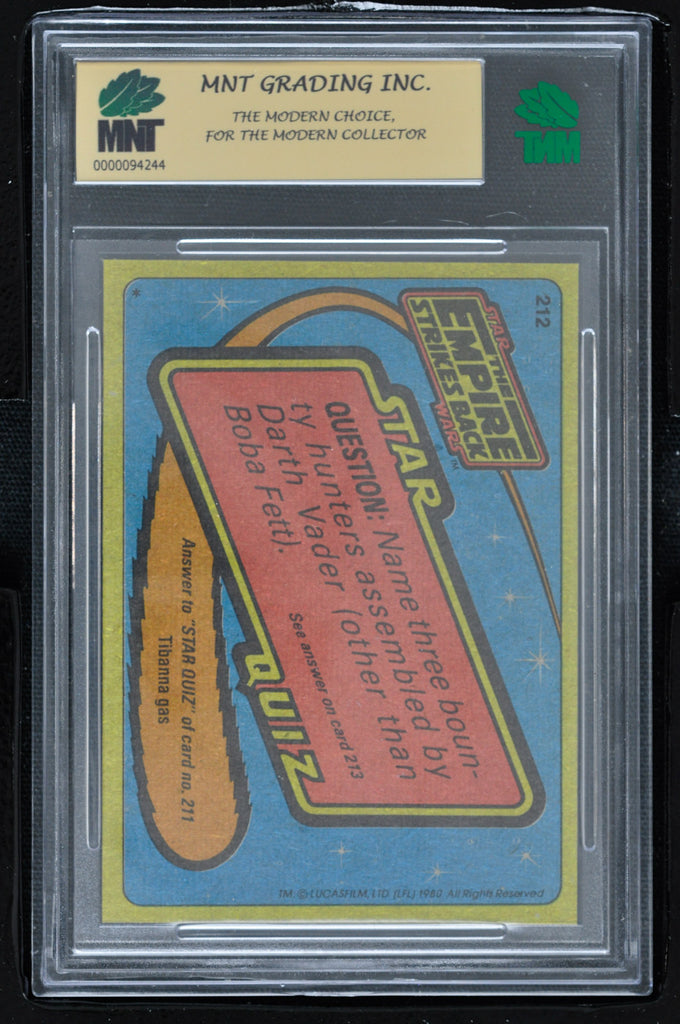 MNT GRADING INC.
THE MODERN CHOICE,
FOR THE MODERN COLLECTOR
MNT
0000094244
MNT
212
STAR
THE
EMPIRE
STRIKES BACK
WARS™
STAR
QUESTION: Name three boun-
ty hunters assembled by
Darth Vader (other than
Boba Fett).
See answer on card 213
QUIZ
Answer to "STAR QUIZ" of card no. 211
Tibanna gas
*
TM: © LUCASFILM, LTD. (LFL) 1980 All Rights Reserved